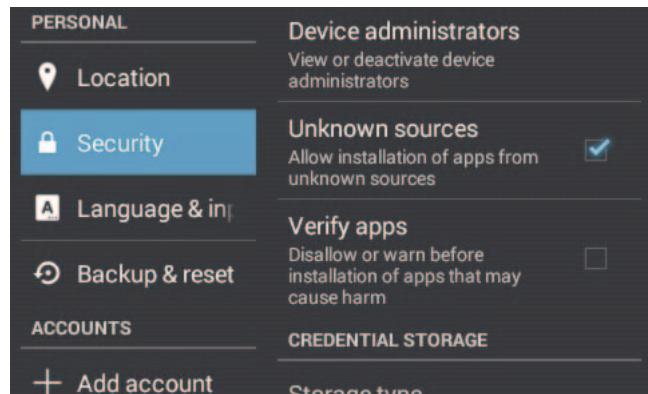 PERSONAL
Location
Security
Language & in
Backup & reset
ACCOUNTS
Add account
Device administrators
View or deactivate device
administrators
Unknown sources
Allow installation of apps from
unknown sources
Verify apps
Disallow or warn before
installation of apps that may
cause harm
CREDENTIAL STORAGE
Storage type